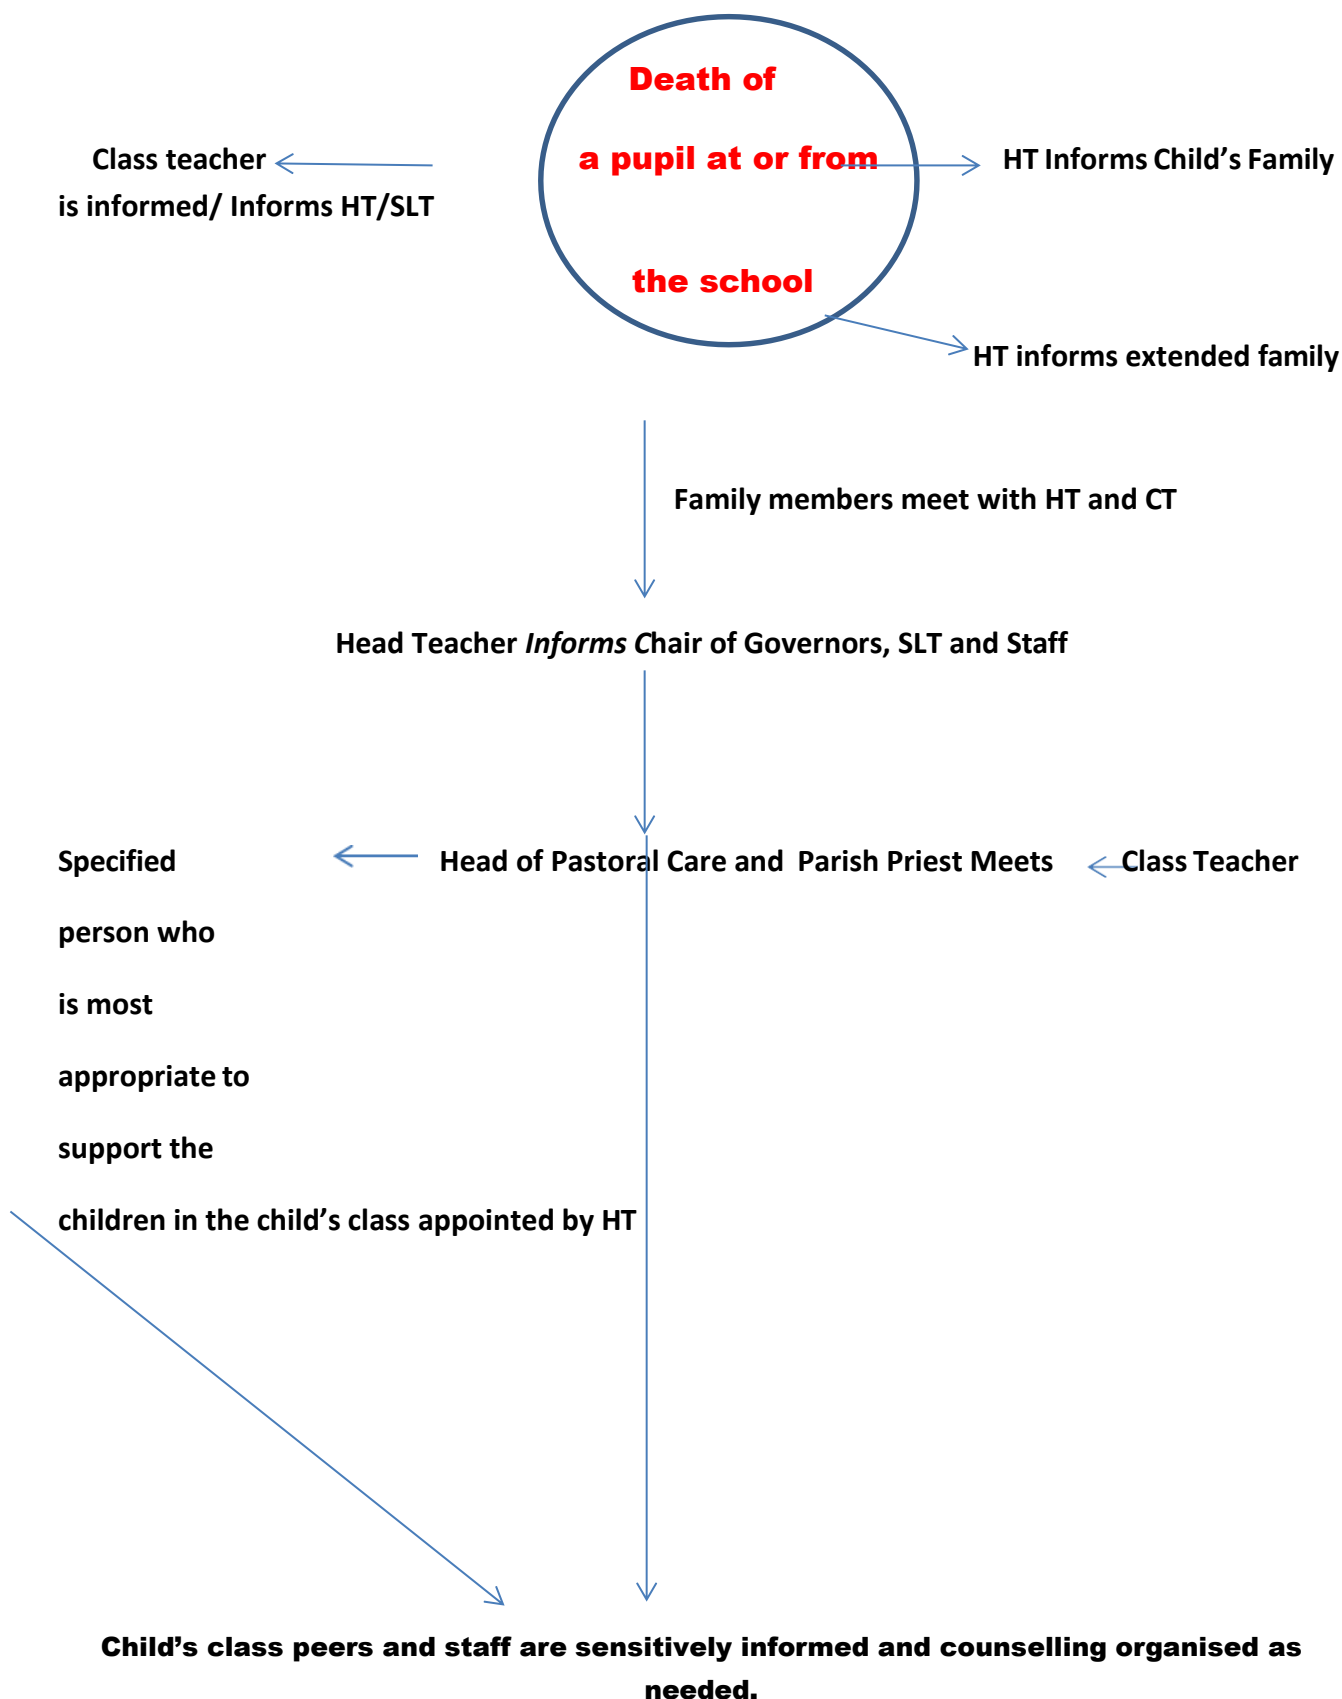 Death of
a pupil at or from
the school
Class teacher
is informed/ Informs HT/SLT
HT Informs Child’s Family
HT informs extended family
Family members meet with HT and CT
Head Teacher Informs Chair of Governors, SLT and Staff
Specified
person who
is most
appropriate to
support the
children in the child’s class appointed by HT
Head of Pastoral Care and Parish Priest Meets
Class Teacher
Child’s class peers and staff are sensitively informed and counselling organised as
needed.